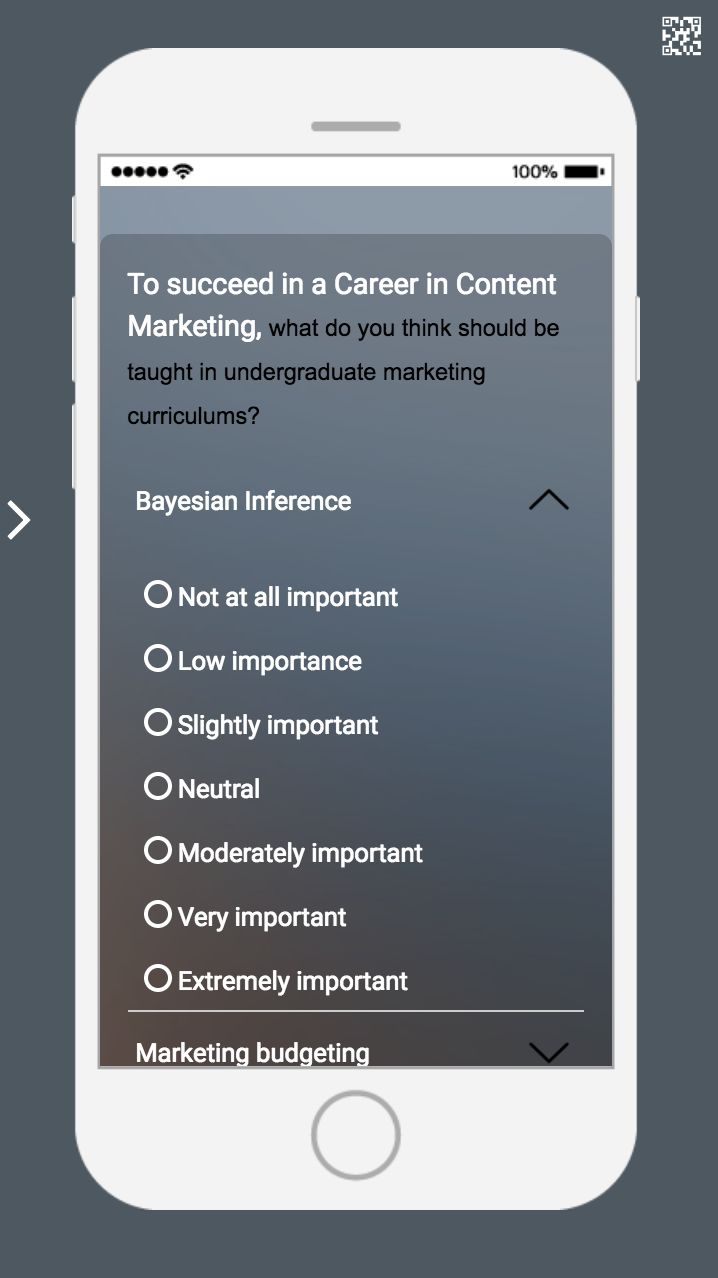 100%
To succeed in a Career in Content
Marketing, what do you think should be
taught in undergraduate marketing
curriculums?
Bayesian Inference
Not at all important
Low importance
Slightly important
Neutral
Moderately important
Very important
Extremely important
Marketing budgeting